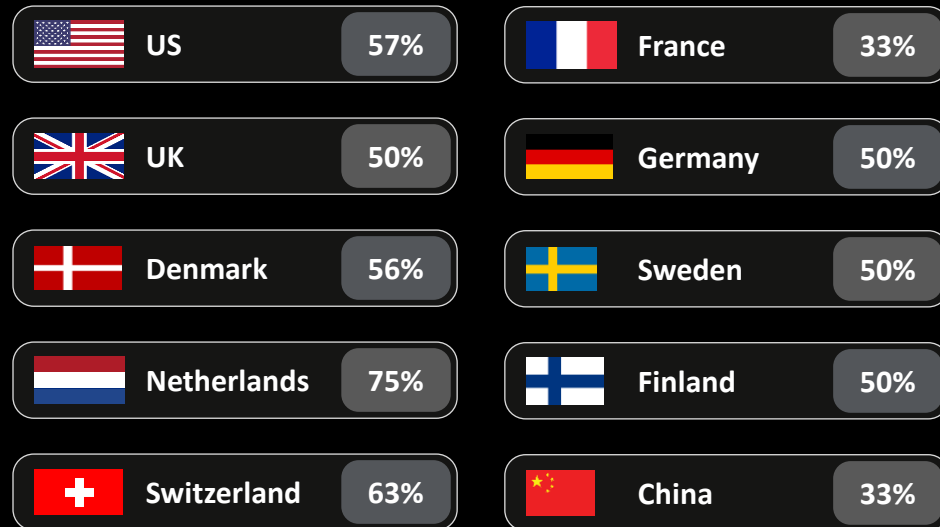 US 57%
France 33%
UK 50%
Germany 50%
Denmark 56%
Sweden 50%
Netherlands 75%
Finland 50%
Switzerland 63%
China 33%